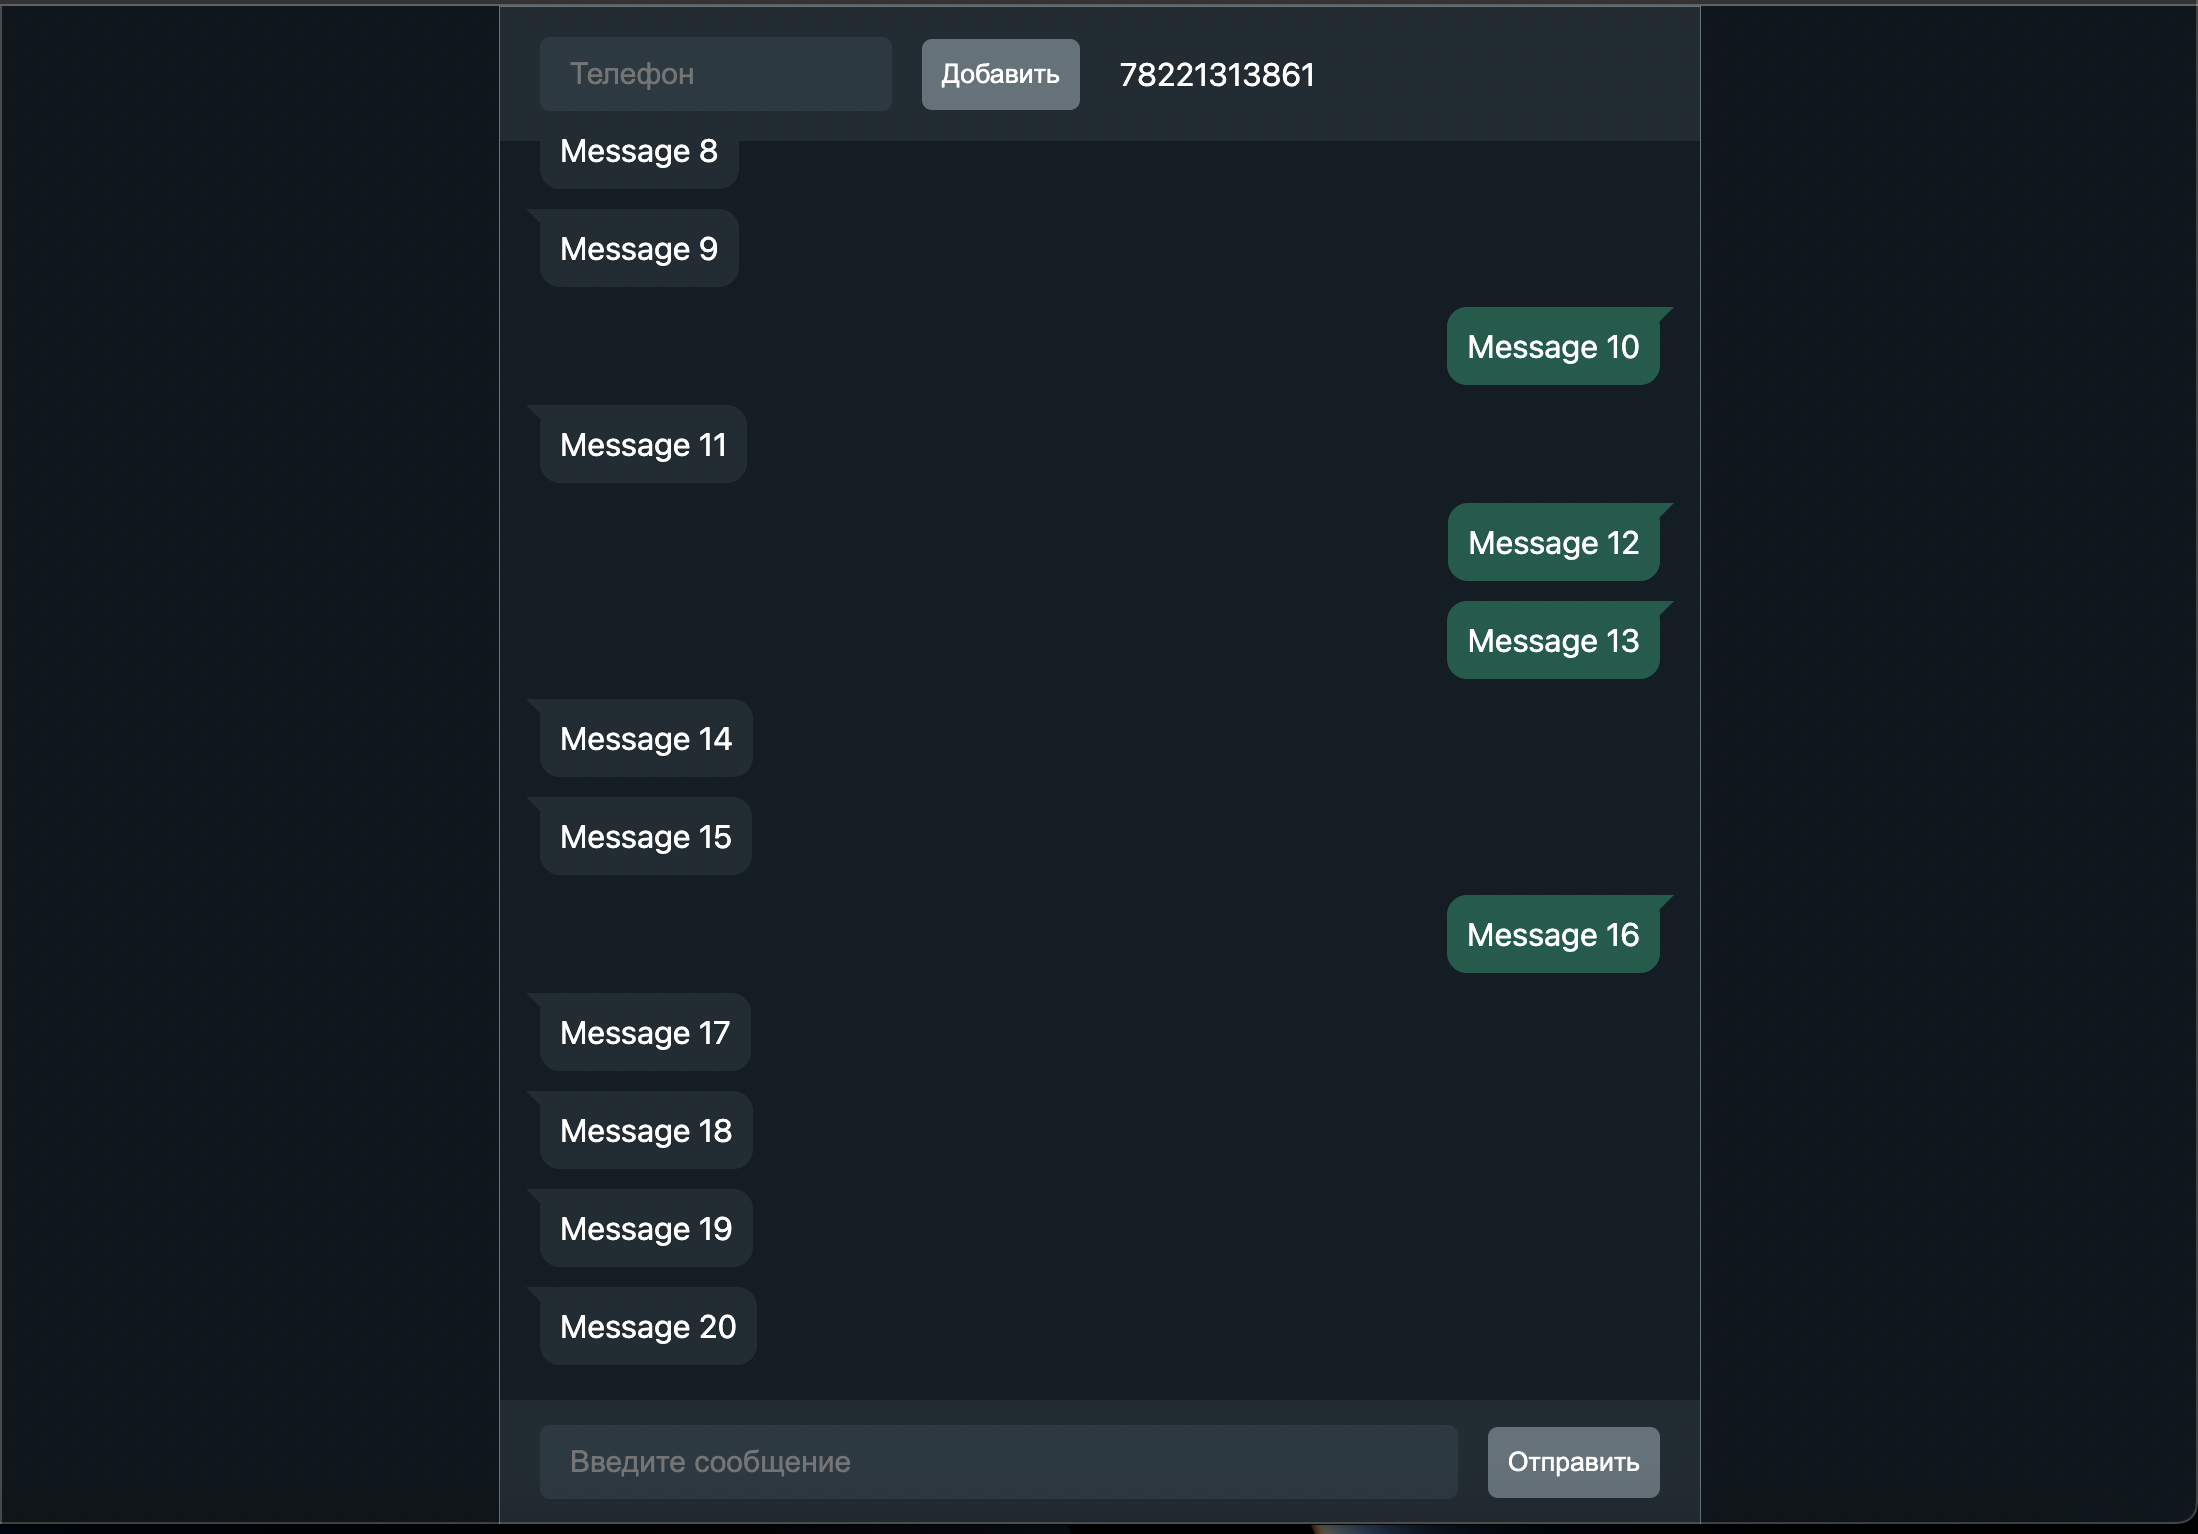 Телефон
Добавить
78221313861
Message 8
Message 9
Message 10
Message 11
Message 12
Message 13
Message 14
Message 15
Message 16
Message 17
Message 18
Message 19
Message 20
Введите сообщение
Отправить